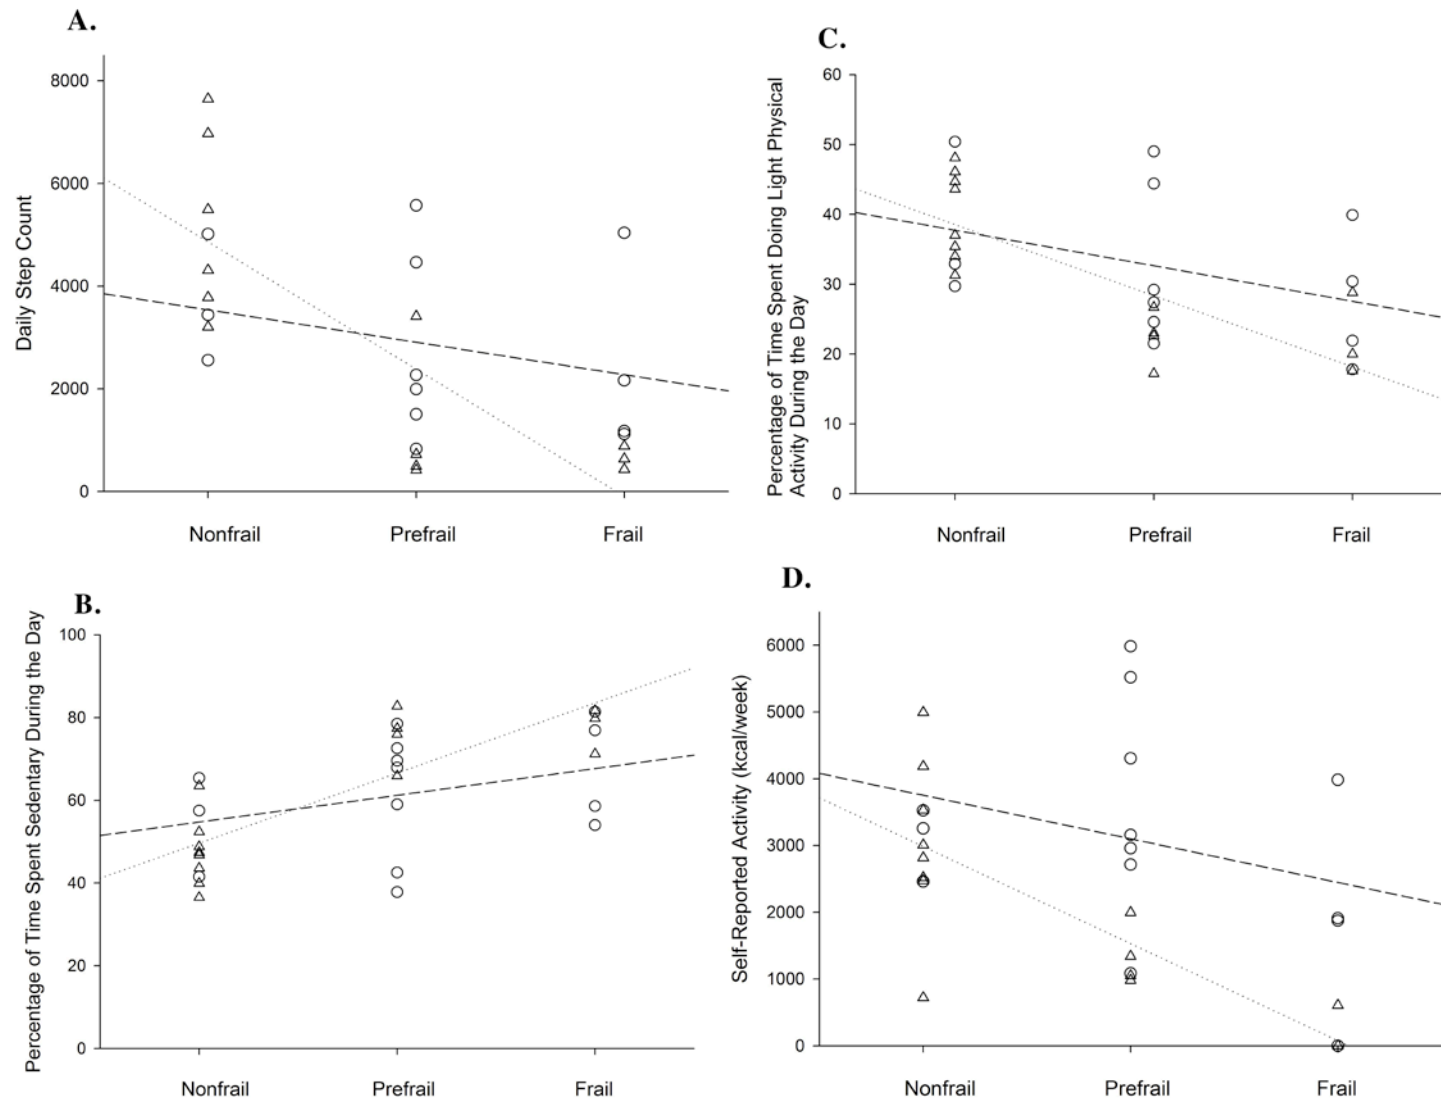 A.
8000
6000
4000
2000
0
Daily Step Count
Nonfrail Prefrail Frail
C.
60
50
40
30
20
10
0
Percentage of Time Spent Doing Light Physical
Activity During the Day
Nonfrail Prefrail Frail
B.
100
80
60
40
20
0
Percentage of Time Spent Sedentary During the Day
Nonfrail Prefrail Frail
D.
6000
5000
4000
3000
2000
1000
0
Self-Reported Activity (kcal/week)
Nonfrail Prefrail Frail